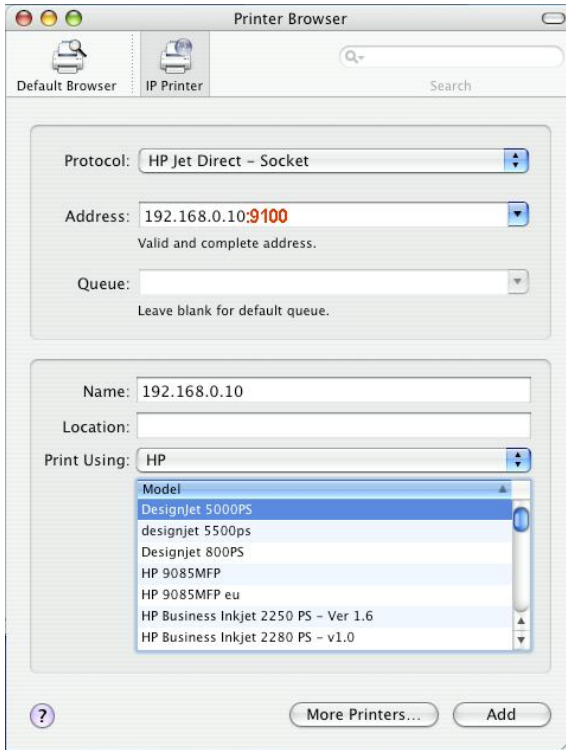 Printer Browser
Default Browser
IP Printer
Search
Protocol: HP Jet Direct – Socket
Address: 192.168.0.10:9100
Valid and complete address.
Queue:
Leave blank for default queue.
Name: 192.168.0.10
Location:
Print Using: HP
Model
DesignJet 5000PS
designjet 5500ps
Designjet 800PS
HP 9085MFP
HP 9085MFP eu
HP Business Inkjet 2250 PS – Ver 1.6
HP Business Inkjet 2280 PS – v1.0
?
More Printers...
Add